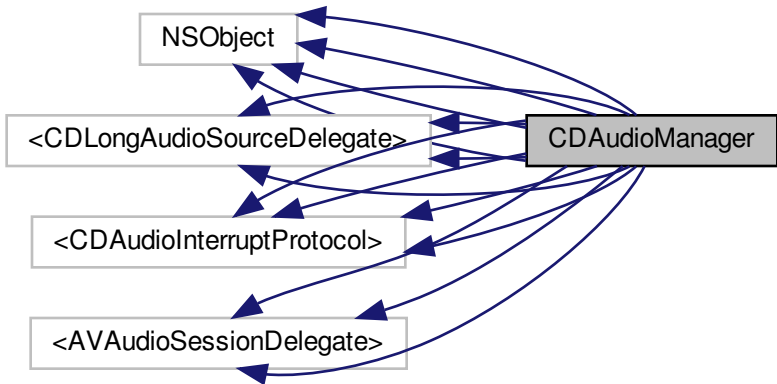 NSObject
<CDLongAudioSourceDelegate>
CDAudioManager
<CDAudioInterruptProtocol>
<AVAudioSessionDelegate>